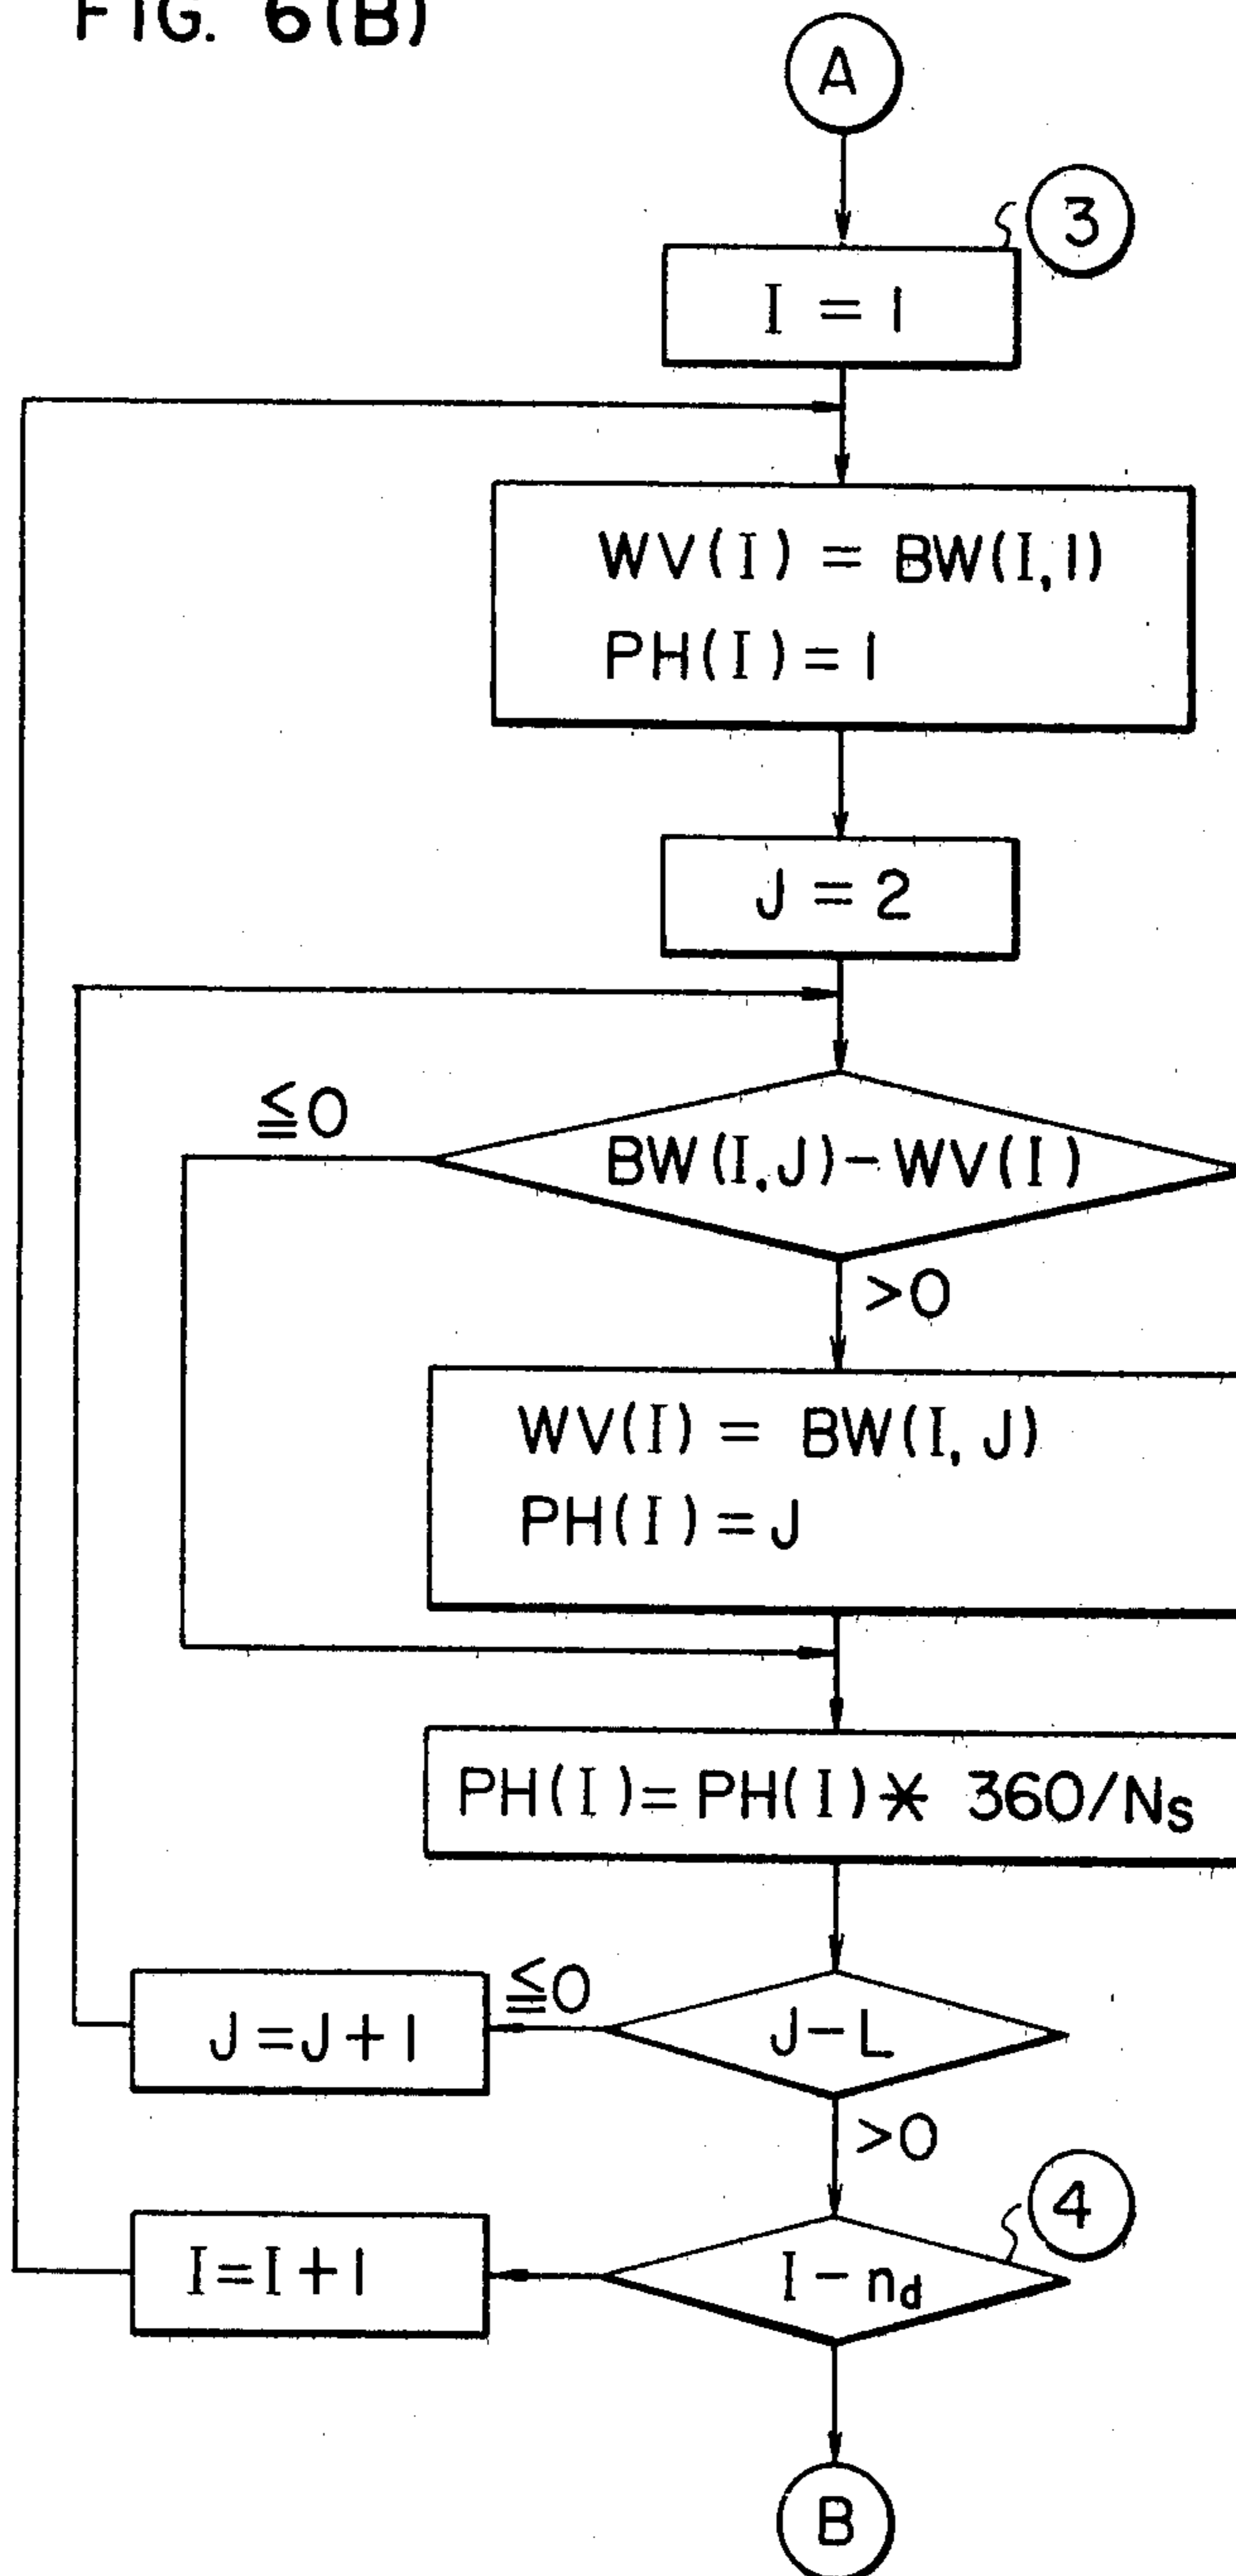 FIG. 6(B)
A
3
I = 1
WV(I) = BW(I,1)
PH(I) = 1
J = 2
≦0
BW(I,J)-WV(I)
>0
WV(I) = BW(I,J)
PH(I) = J
PH(I) = PH(I) * 360/Ns
J=J+1
≦0
J-L
>0
4
I=I+1
I-nd
B